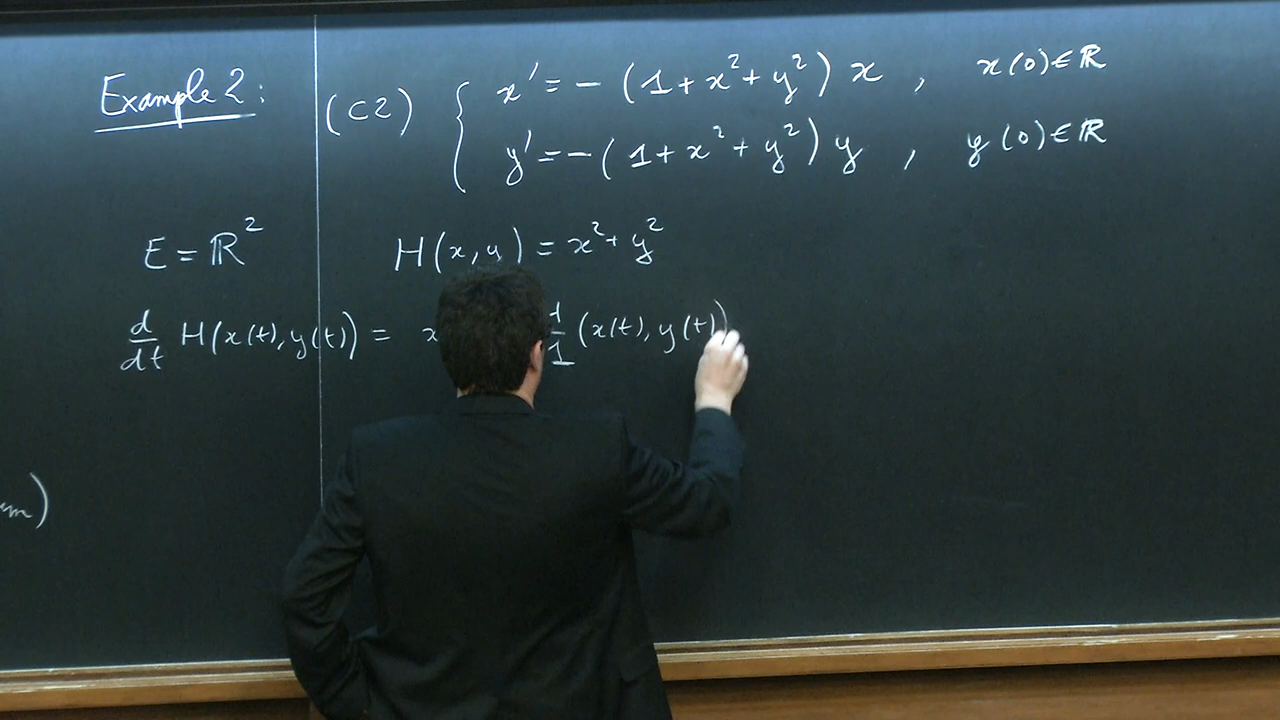 Example 2: (C2) { x' = -(1+x²+y²) x , x(0)∈ℝ
y' = -(1+x²+y²) y , y(0)∈ℝ
E = ℝ² H(x,y) = x²+y²
d/dt H(x(t),y(t)) = x (x(t),y(t))